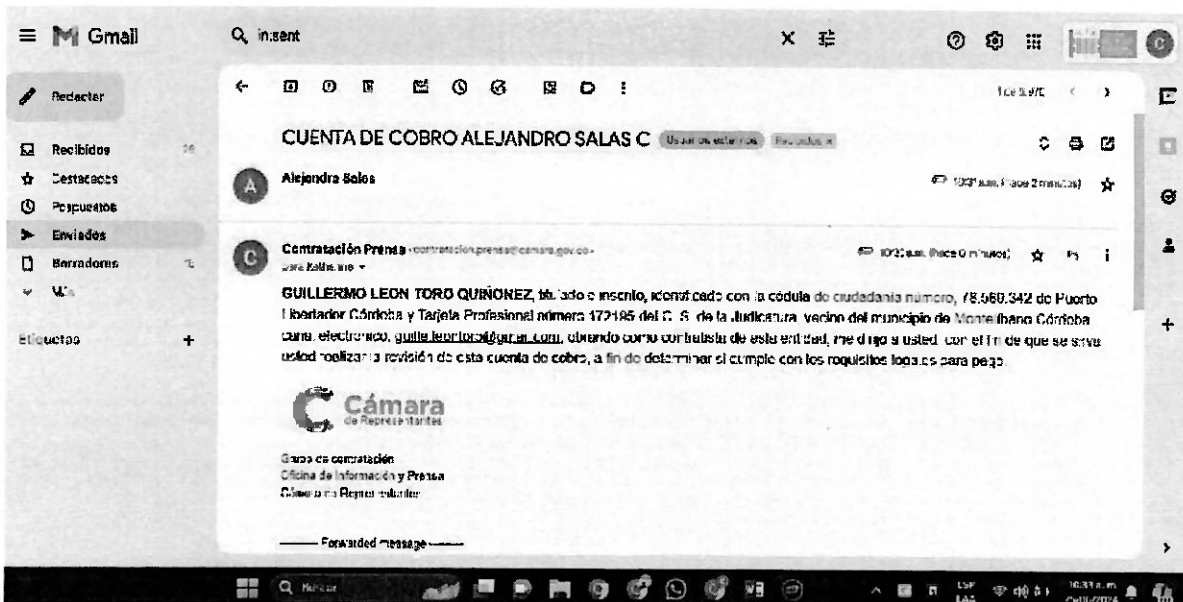 Gmail
in:sent
Redacter
CUENTA DE COBRO ALEJANDRO SALAS C
Recibidos
Destacados
Pospuestos
Enviados
Borradores
Etiquetas
Alejandro Salas
Contratación Prensa
GUILLERMO LEON TORO QUIÑONEZ, identificado con la cédula de ciudadanía número, 78.560.342 de Puerto
Libertador Córdoba y Tarjeta Profesional número 172195 del C. S. de la Judicatura, vecino del municipio de Montelíbano Córdoba
electrónico, obrando como contratista de esta entidad, me dirijo a usted, con el fin de que se sirva
usted realizar la revisión de esta cuenta de cobro, a fin de determinar si cumple con los requisitos legales para pago.
Cámara
de Representantes
Grupo de contratación
Oficina de Información y Prensa
Cámara de Representantes
Forwarded message
Buscar
10:33 a. m.